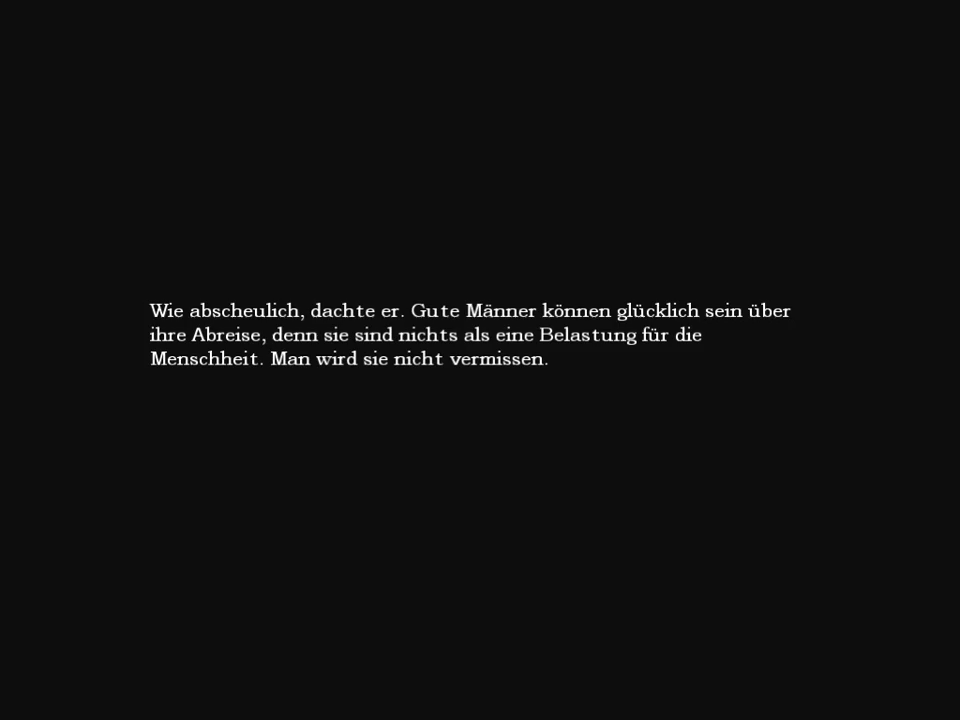 Wie abscheulich, dachte er. Gute Männer können glücklich sein über
ihre Abreise, denn sie sind nichts als eine Belastung für die
Menschheit. Man wird sie nicht vermissen.